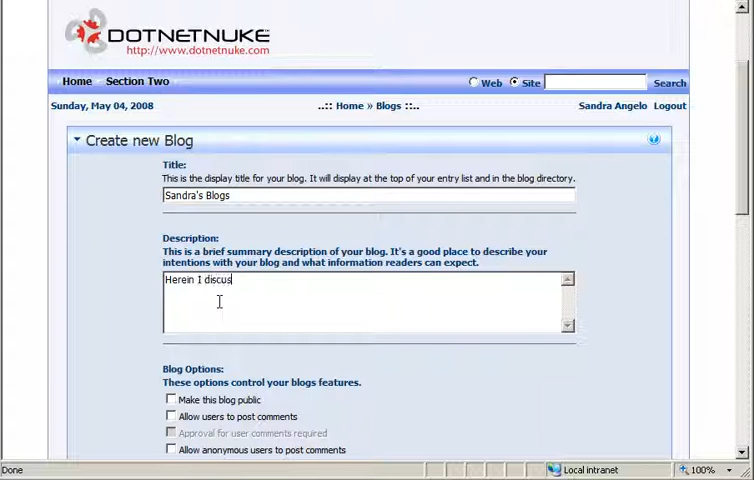 DOTNETNUKE
http://www.dotnetnuke.com
Home Section Two Web Site Search
Sunday, May 04, 2008 ..:: Home » Blogs ::.. Sandra Angelo Logout
Create new Blog ?
Title:
This is the display title for your blog. It will display at the top of your entry list and in the blog directory.
Sandra's Blogs
Description:
This is a brief summary description of your blog. It's a good place to describe your
intentions with your blog and what information readers can expect.
Herein I discus
Blog Options:
These options control your blogs features.
Make this blog public
Allow users to post comments
Approval for user comments required
Allow anonymous users to post comments
Done Local intranet 100%